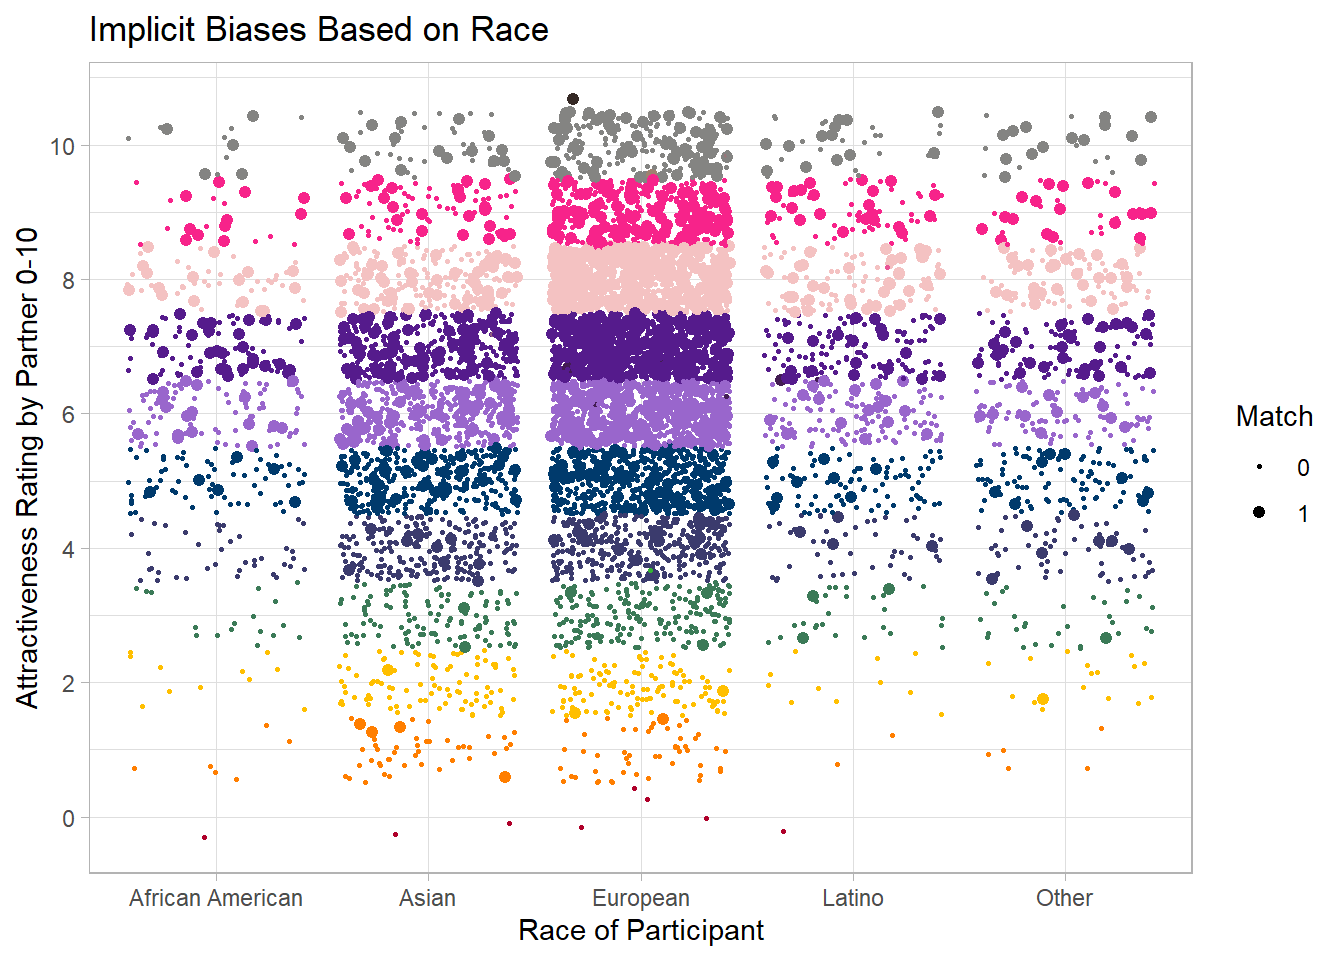 Implicit Biases Based on Race
Attractiveness Rating by Partner 0-10
10
8
6
4
2
0
African American
Asian
European
Latino
Other
Race of Participant
Match
0
1